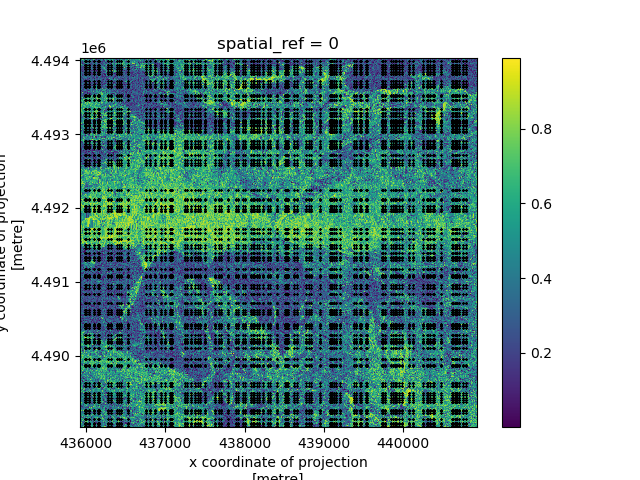 spatial_ref = 0
1e6
4.494
4.493
4.492
4.491
4.490
y coordinate of projection
[metre]
436000 437000 438000 439000 440000
x coordinate of projection
[metre]
0.8
0.6
0.4
0.2